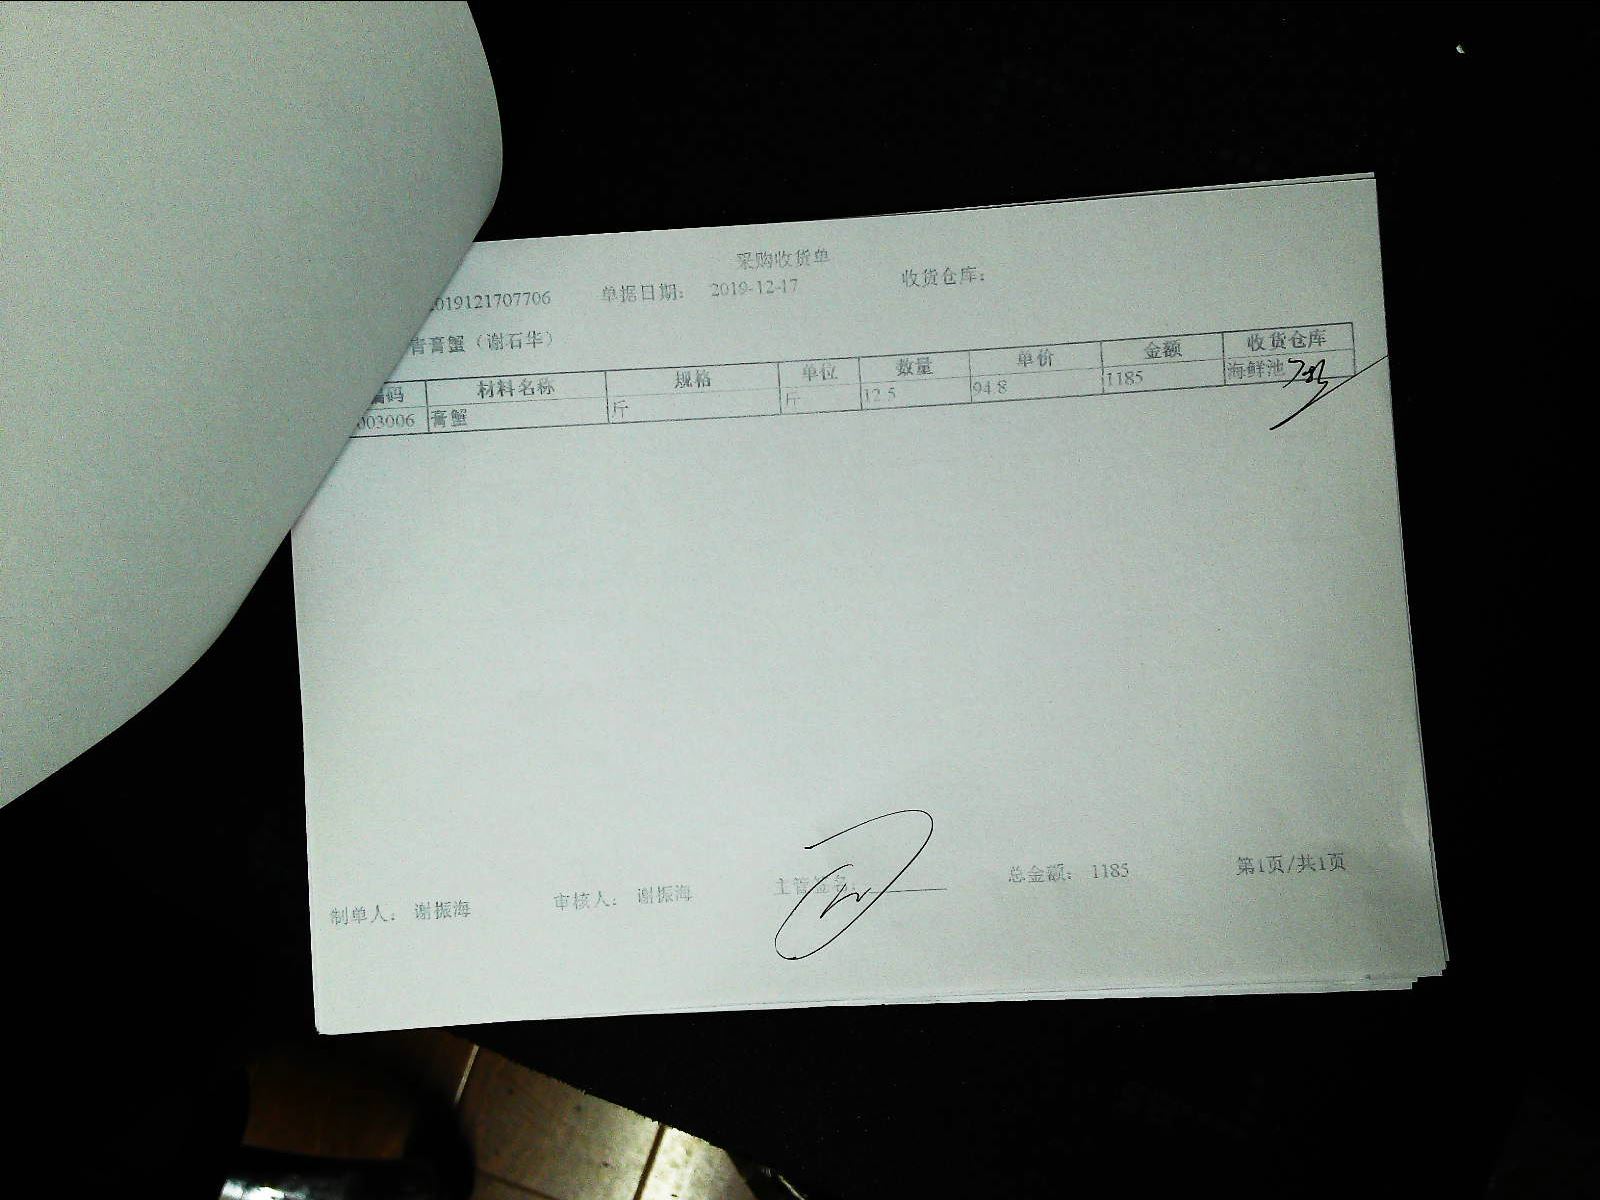 采购收货单
019121707706 单据日期： 2019-12-17 收货仓库：
青膏蟹（谢石华）
编码 材料名称 规格 单位 数量 单价 金额 收货仓库
003006 膏蟹 斤 斤 12.5 94.8 1185 海鲜池
制单人： 谢振海 审核人： 谢振海 主管签名： 总金额： 1185 第1页/共1页